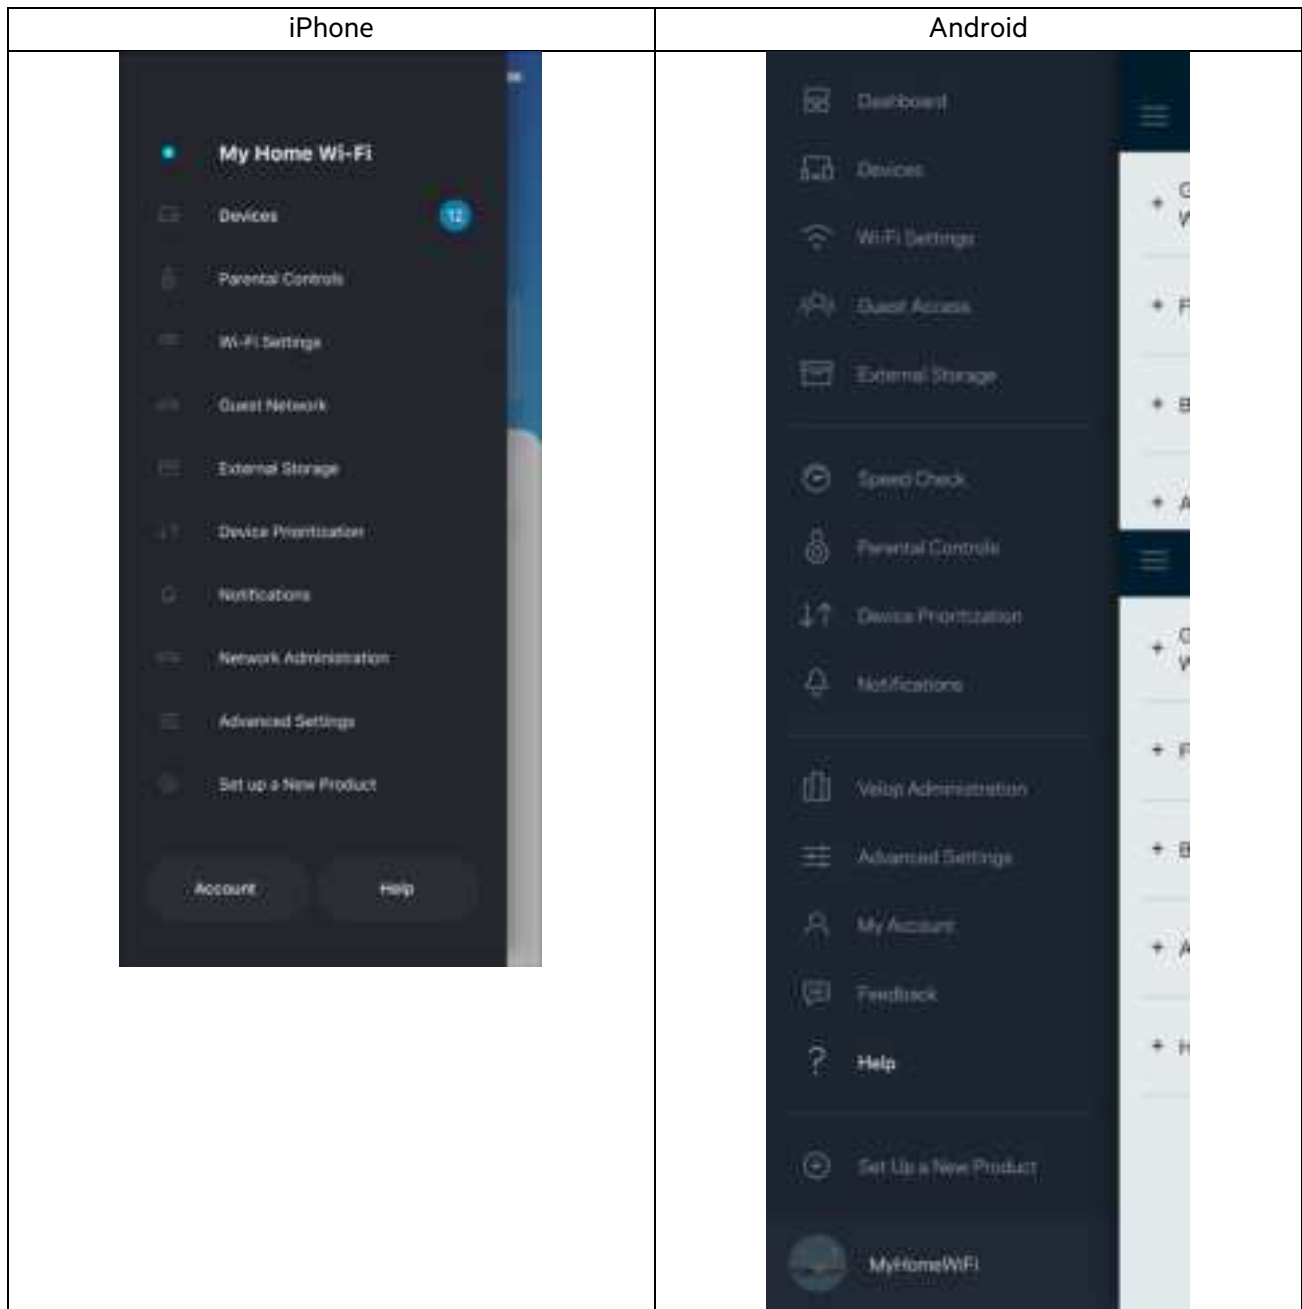 iPhone
Android
My Home Wi-Fi
Devices
12
Parental Controls
Wi-Fi Settings
Guest Network
External Storage
Device Prioritization
Notifications
Network Administration
Advanced Settings
Set up a New Product
Account
Help
Dashboard
Devices
Wi-Fi Settings
Guest Access
External Storage
Speed Check
Parental Controls
Device Prioritization
Notifications
Velop Administration
Advanced Settings
My Account
Feedback
Help
Set Up a New Product
MyHomeWiFi
+ F
+ B
+ A
+ F
+ B
+ A
+ H